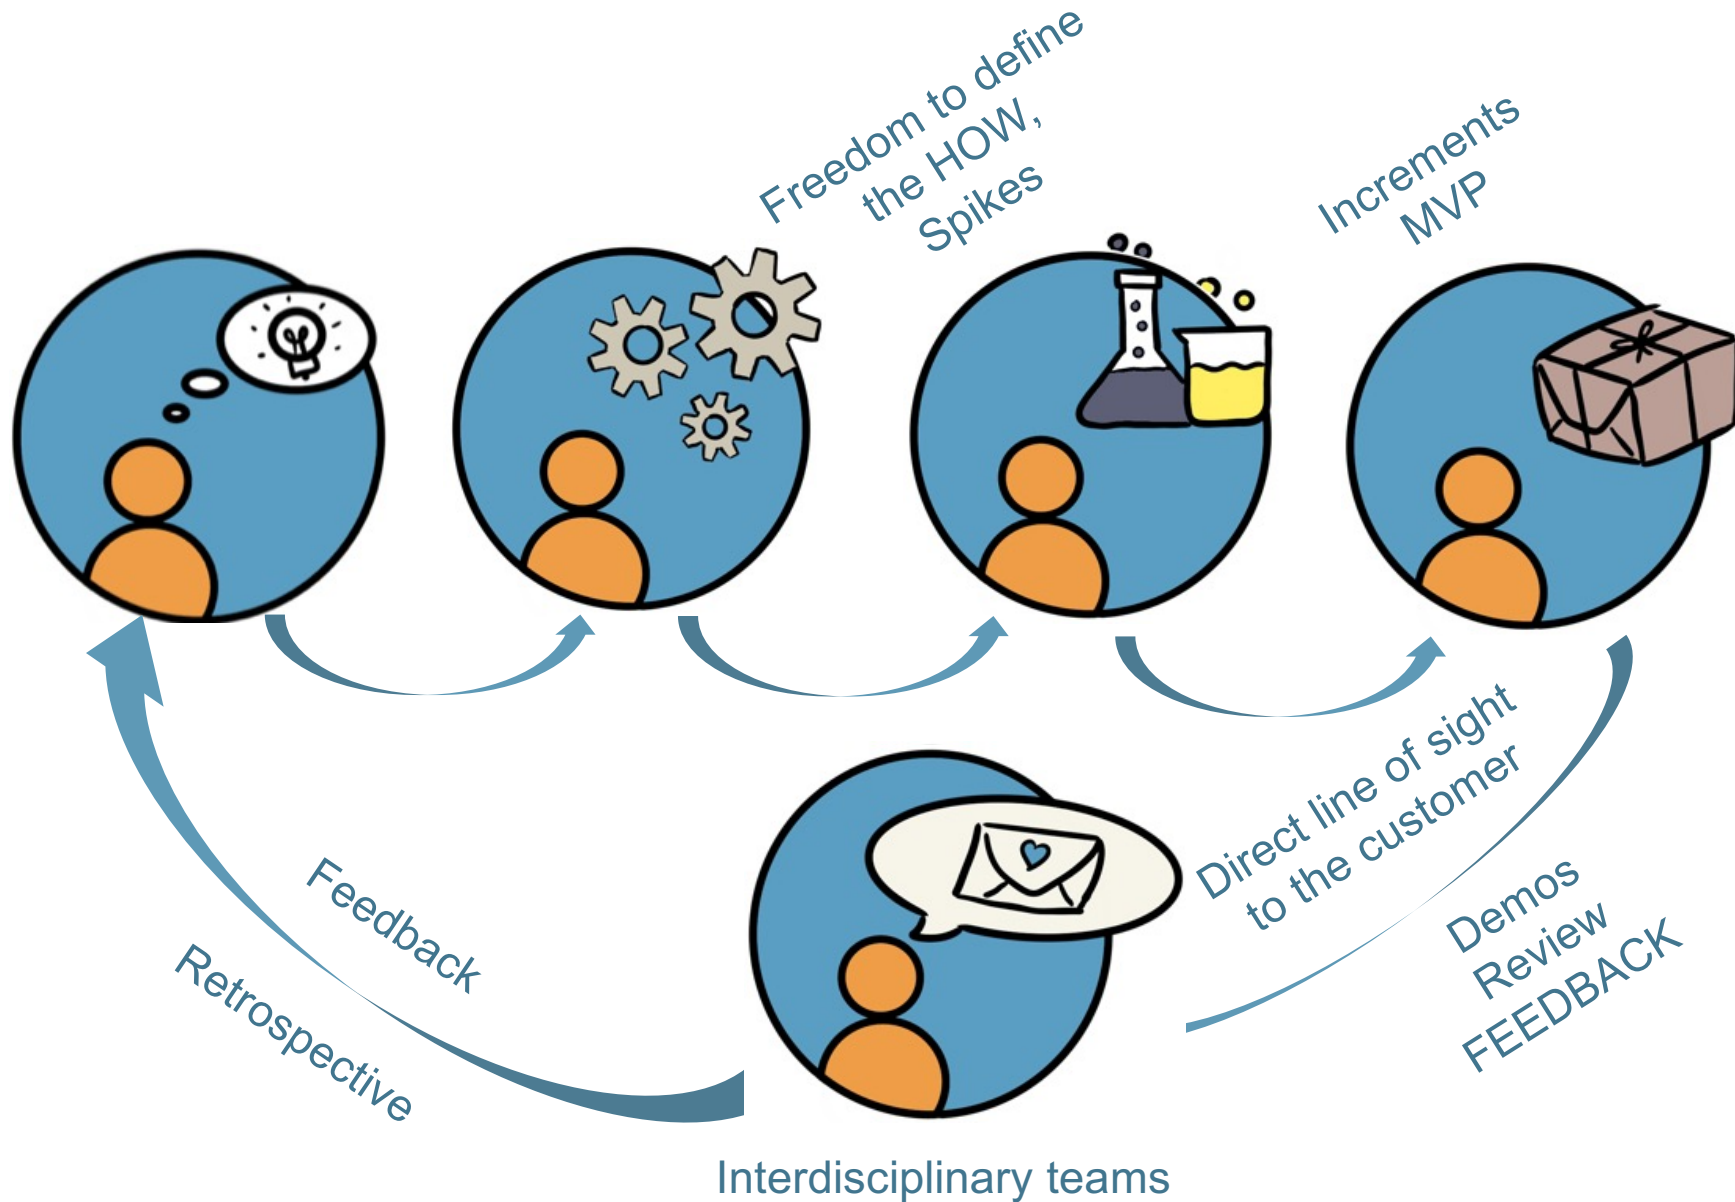 Freedom to define
the HOW,
Spikes
Increments
MVP
Direct line of sight
to the customer
Demos
Review
FEEDBACK
Feedback
Retrospective
Interdisciplinary teams